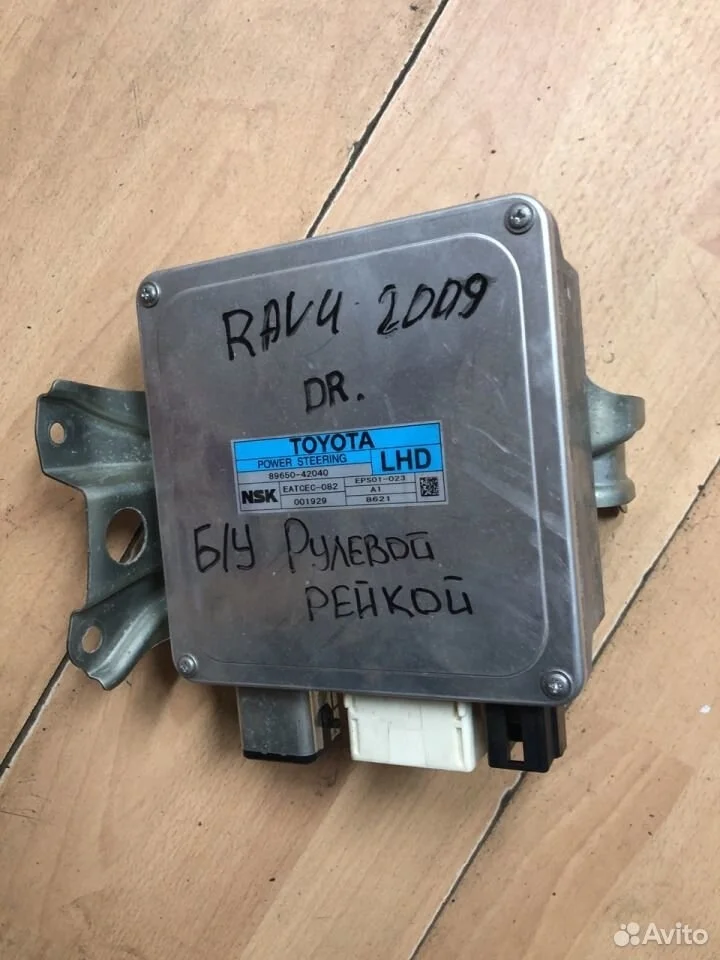 RAV4 2009
DR.
TOYOTA
POWER STEERING
LHD
89650-42040
NSK
EATCEC-082
EPS01-023
001929
A1
8621
Б/У РУЛЕВОЙ
РЕЙКОЙ
Avito